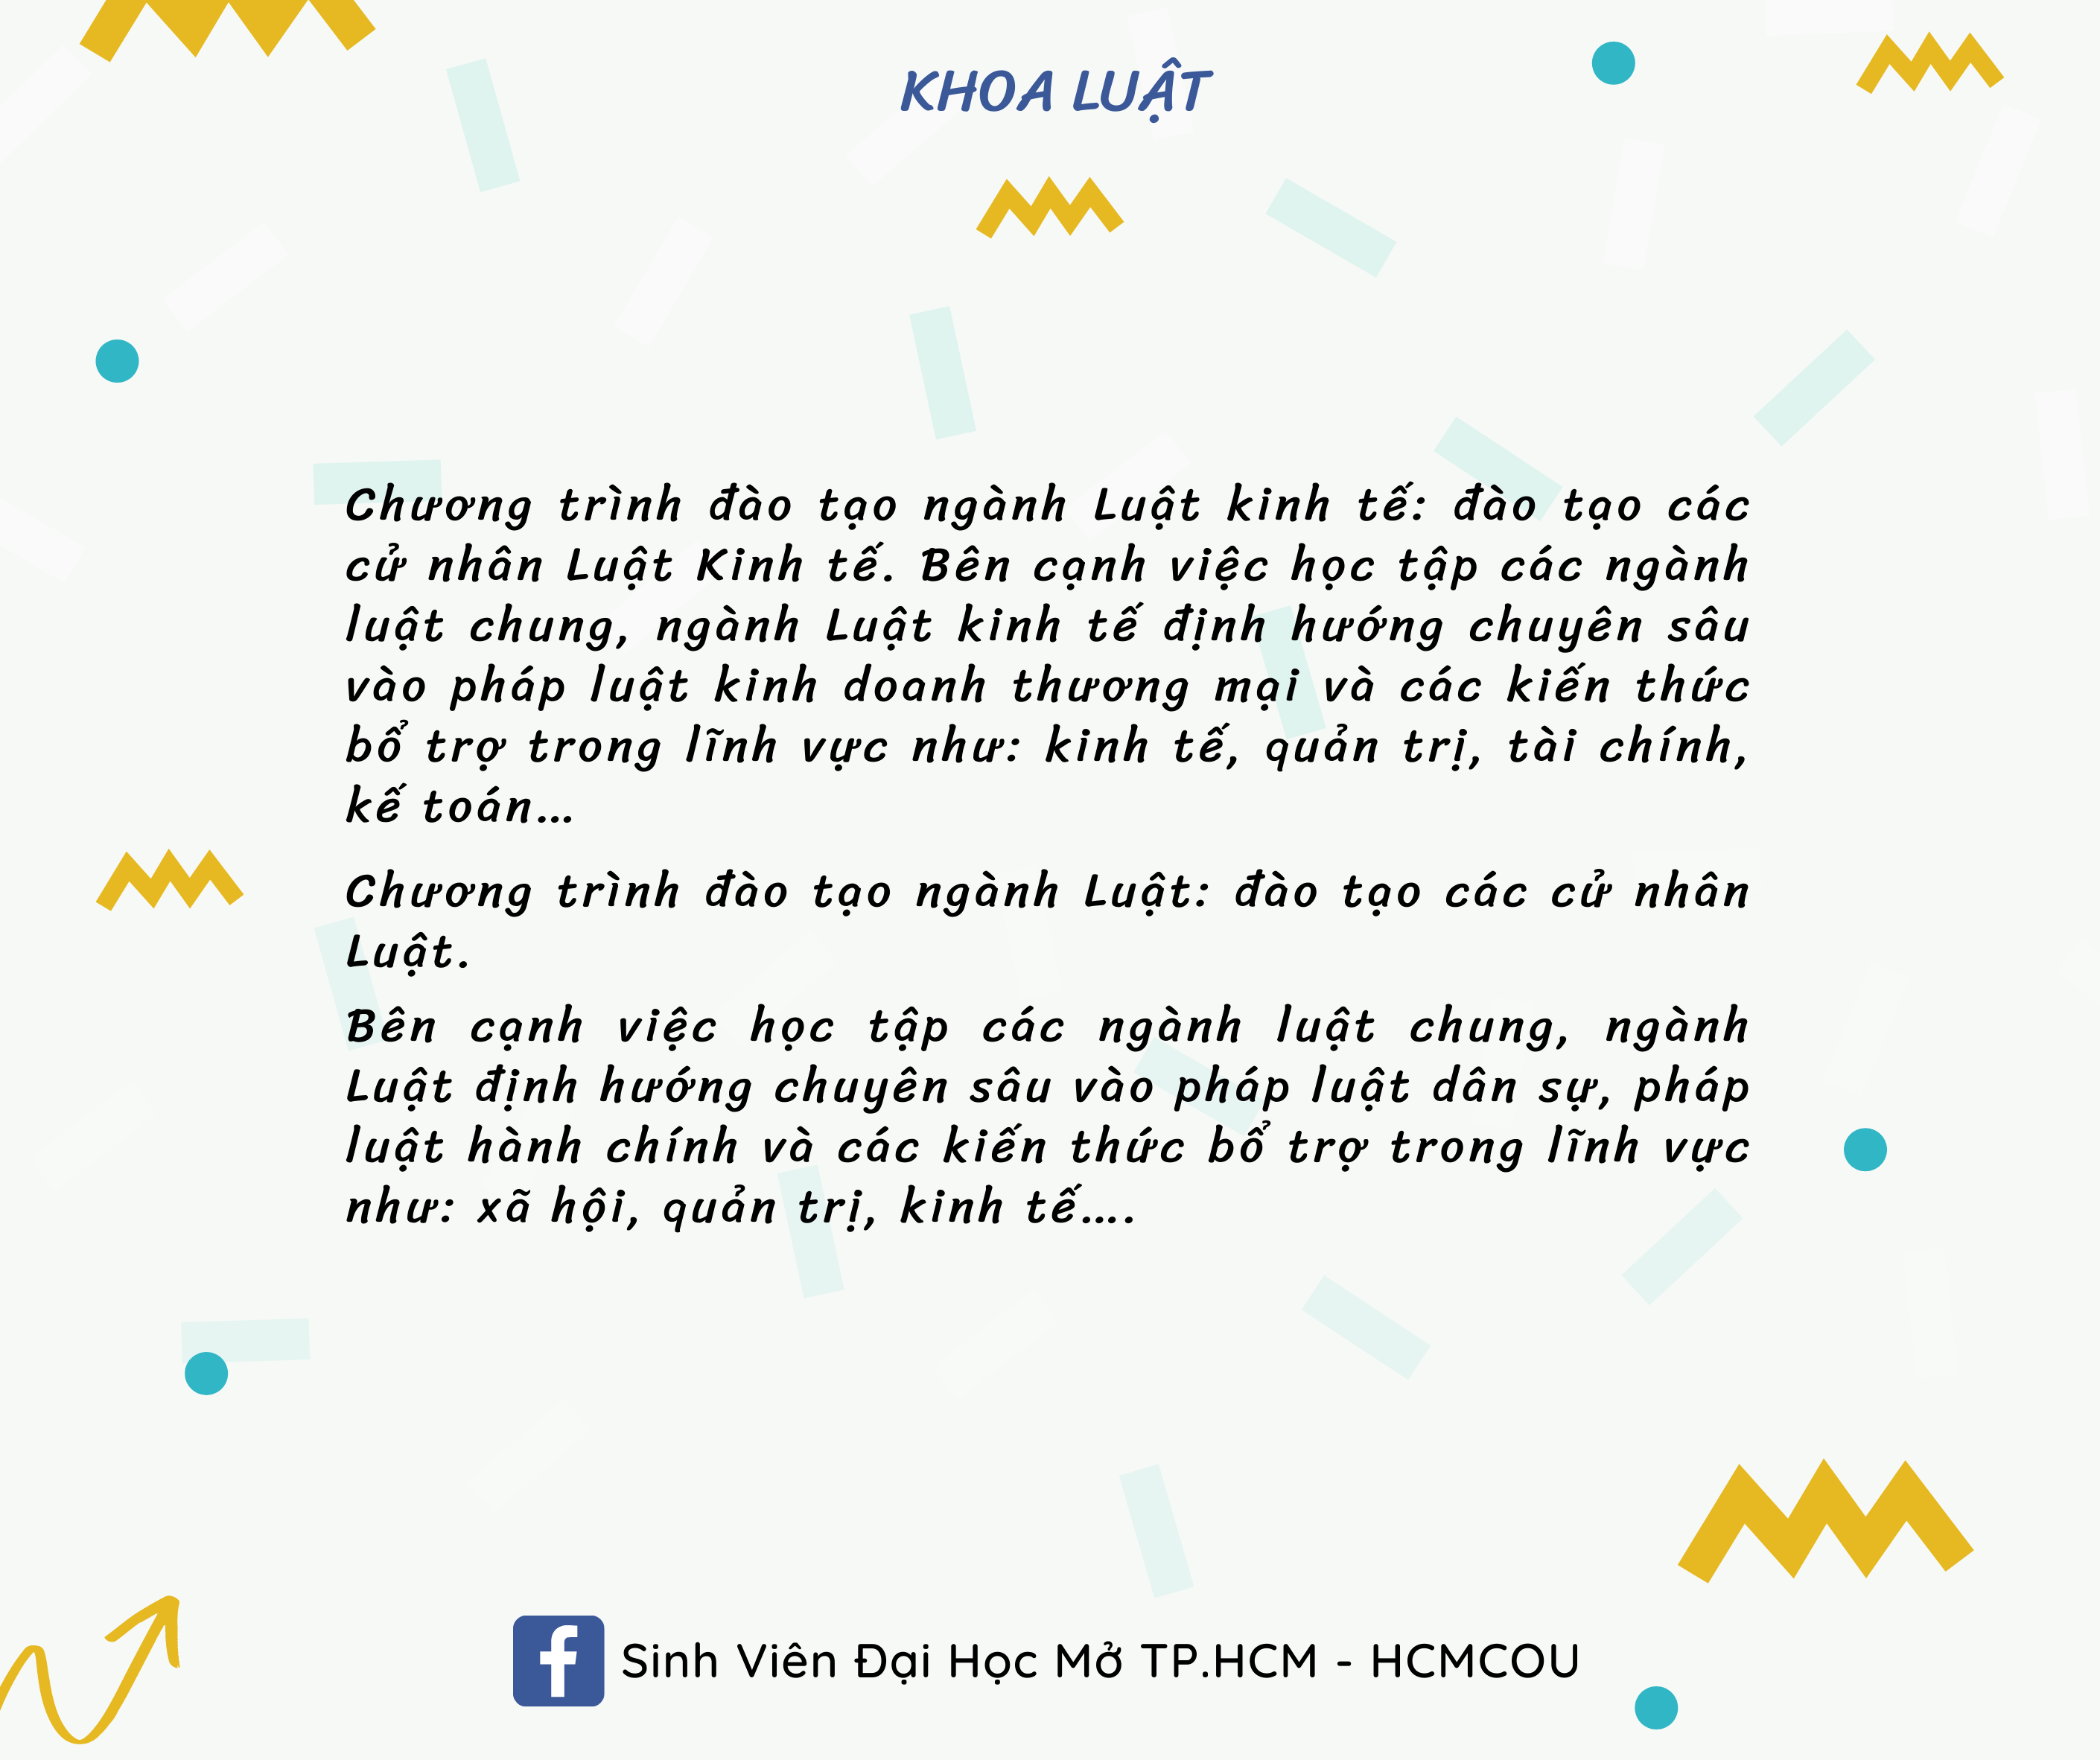 KHOA LUẬT
Chương trình đào tạo ngành Luật kinh tế: đào tạo các
cử nhân Luật Kinh tế. Bên cạnh việc học tập các ngành
luật chung, ngành Luật kinh tế định hướng chuyên sâu
vào pháp luật kinh doanh thương mại và các kiến thức
bổ trợ trong lĩnh vực như: kinh tế, quản trị, tài chính,
kế toán...
Chương trình đào tạo ngành Luật: đào tạo các cử nhân
Luật.
Bên cạnh việc học tập các ngành luật chung, ngành
Luật định hướng chuyên sâu vào pháp luật dân sự, pháp
luật hành chính và các kiến thức bổ trợ trong lĩnh vực
như: xã hội, quản trị, kinh tế....
Sinh Viên Đại Học Mở TP.HCM - HCMCOU